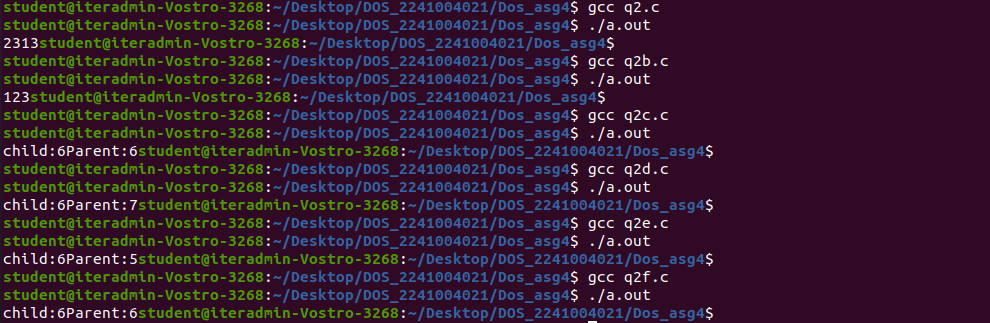 student@iteradmin-Vostro-3268:~/Desktop/DOS_2241004021/Dos_asg4$ gcc q2.c
student@iteradmin-Vostro-3268:~/Desktop/DOS_2241004021/Dos_asg4$ ./a.out
2313student@iteradmin-Vostro-3268:~/Desktop/DOS_2241004021/Dos_asg4$
student@iteradmin-Vostro-3268:~/Desktop/DOS_2241004021/Dos_asg4$ gcc q2b.c
student@iteradmin-Vostro-3268:~/Desktop/DOS_2241004021/Dos_asg4$ ./a.out
123student@iteradmin-Vostro-3268:~/Desktop/DOS_2241004021/Dos_asg4$
student@iteradmin-Vostro-3268:~/Desktop/DOS_2241004021/Dos_asg4$ gcc q2c.c
student@iteradmin-Vostro-3268:~/Desktop/DOS_2241004021/Dos_asg4$ ./a.out
child:6Parent:6student@iteradmin-Vostro-3268:~/Desktop/DOS_2241004021/Dos_asg4$
student@iteradmin-Vostro-3268:~/Desktop/DOS_2241004021/Dos_asg4$ gcc q2d.c
student@iteradmin-Vostro-3268:~/Desktop/DOS_2241004021/Dos_asg4$ ./a.out
child:6Parent:7student@iteradmin-Vostro-3268:~/Desktop/DOS_2241004021/Dos_asg4$
student@iteradmin-Vostro-3268:~/Desktop/DOS_2241004021/Dos_asg4$ gcc q2e.c
student@iteradmin-Vostro-3268:~/Desktop/DOS_2241004021/Dos_asg4$ ./a.out
child:6Parent:5student@iteradmin-Vostro-3268:~/Desktop/DOS_2241004021/Dos_asg4$
student@iteradmin-Vostro-3268:~/Desktop/DOS_2241004021/Dos_asg4$ gcc q2f.c
student@iteradmin-Vostro-3268:~/Desktop/DOS_2241004021/Dos_asg4$ ./a.out
child:6Parent:6student@iteradmin-Vostro-3268:~/Desktop/DOS_2241004021/Dos_asg4$